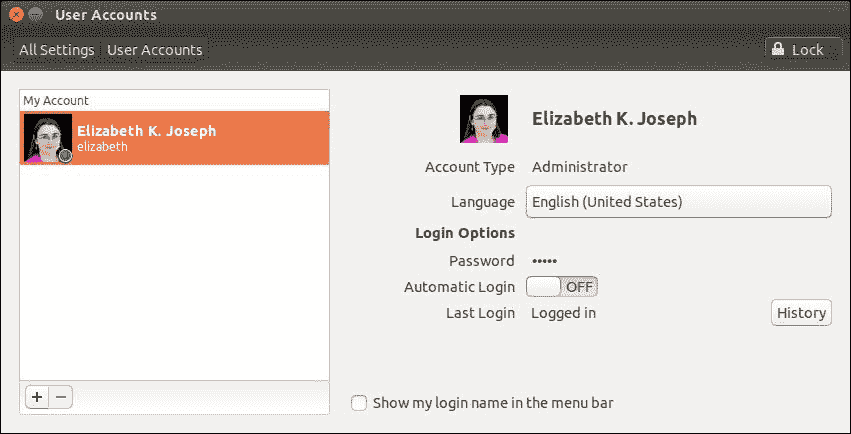 User Accounts
All Settings User Accounts Lock
My Account
Elizabeth K. Joseph
elizabeth
Elizabeth K. Joseph
Account Type Administrator
Language English (United States)
Login Options
Password •••••
Automatic Login OFF
Last Login Logged in History
+ −
Show my login name in the menu bar